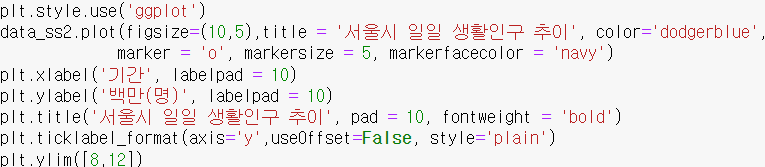 plt.style.use('ggplot')
data_ss2.plot(figsize=(10,5),title = '서울시 일일 생활인구 추이', color='dodgerblue',
marker = 'o', markersize = 5, markerfacecolor = 'navy')
plt.xlabel('기간', labelpad = 10)
plt.ylabel('백만(명)', labelpad = 10)
plt.title('서울시 일일 생활인구 추이', pad = 10, fontweight = 'bold')
plt.ticklabel_format(axis='y',useOffset=False, style='plain')
plt.ylim([8,12])